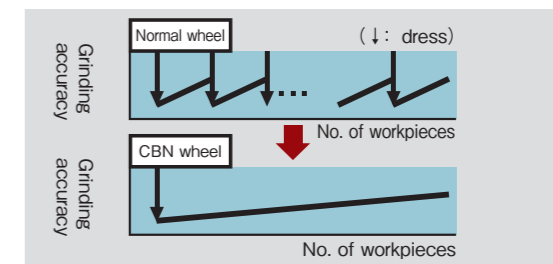 Normal wheel
(↓: dress)
Grinding
accuracy
...
No. of workpieces
CBN wheel
Grinding
accuracy
No. of workpieces